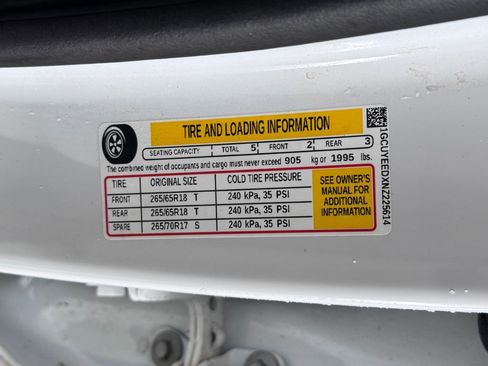 TIRE AND LOADING INFORMATION
SEATING CAPACITY TOTAL 5 FRONT 2 REAR 3
The combined weight of occupants and cargo must never exceed 905 kg or 1995 lbs.
TIRE ORIGINAL SIZE COLD TIRE PRESSURE
FRONT 265/65R18 T 240 kPa, 35 PSI
REAR 265/65R18 T 240 kPa, 35 PSI
SPARE 265/70R17 S 240 kPa, 35 PSI
SEE OWNER'S
MANUAL FOR
ADDITIONAL
INFORMATION
1GCUYEEDXNZ225614